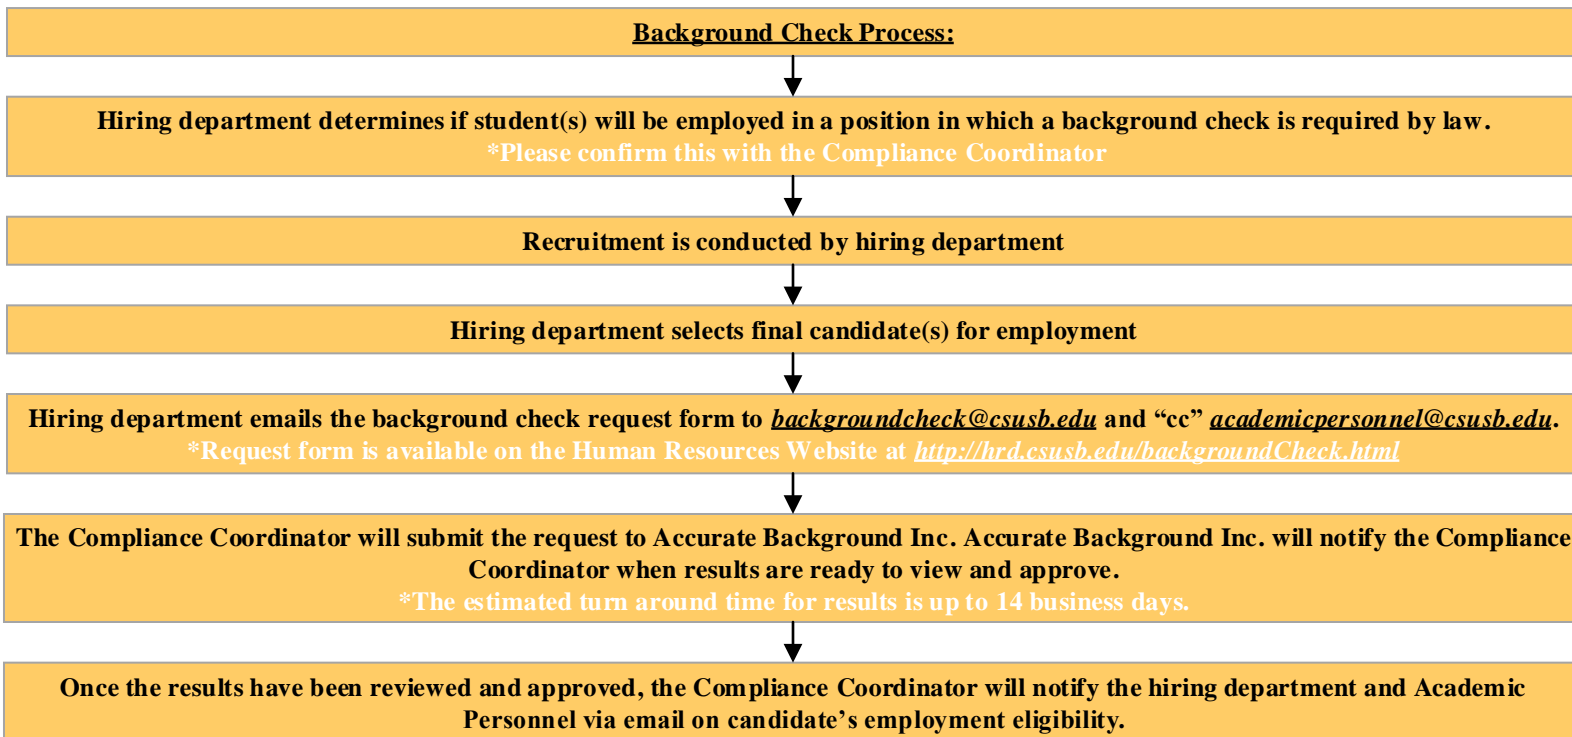 Background Check Process:
Hiring department determines if student(s) will be employed in a position in which a background check is required by law.
*Please confirm this with the Compliance Coordinator
Recruitment is conducted by hiring department
Hiring department selects final candidate(s) for employment
Hiring department emails the background check request form to backgroundcheck@csusb.edu and “cc” academicpersonnel@csusb.edu.
*Request form is available on the Human Resources Website at http://hrd.csusb.edu/backgroundCheck.html
The Compliance Coordinator will submit the request to Accurate Background Inc. Accurate Background Inc. will notify the Compliance
Coordinator when results are ready to view and approve.
*The estimated turn around time for results is up to 14 business days.
Once the results have been reviewed and approved, the Compliance Coordinator will notify the hiring department and Academic
Personnel via email on candidate’s employment eligibility.